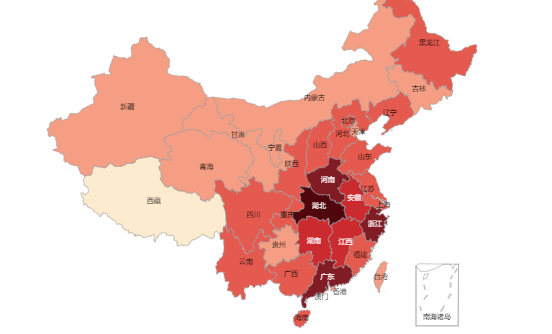 黑龙江
吉林
内蒙古
新疆
辽宁
北京
天津
河北
甘肃
宁夏
山西
山东
陕西
青海
河南
江苏
安徽
西藏
上海
湖北
四川
重庆
浙江
湖南
江西
贵州
福建
云南
广西
广东
台湾
香港
澳门
海南
南海诸岛